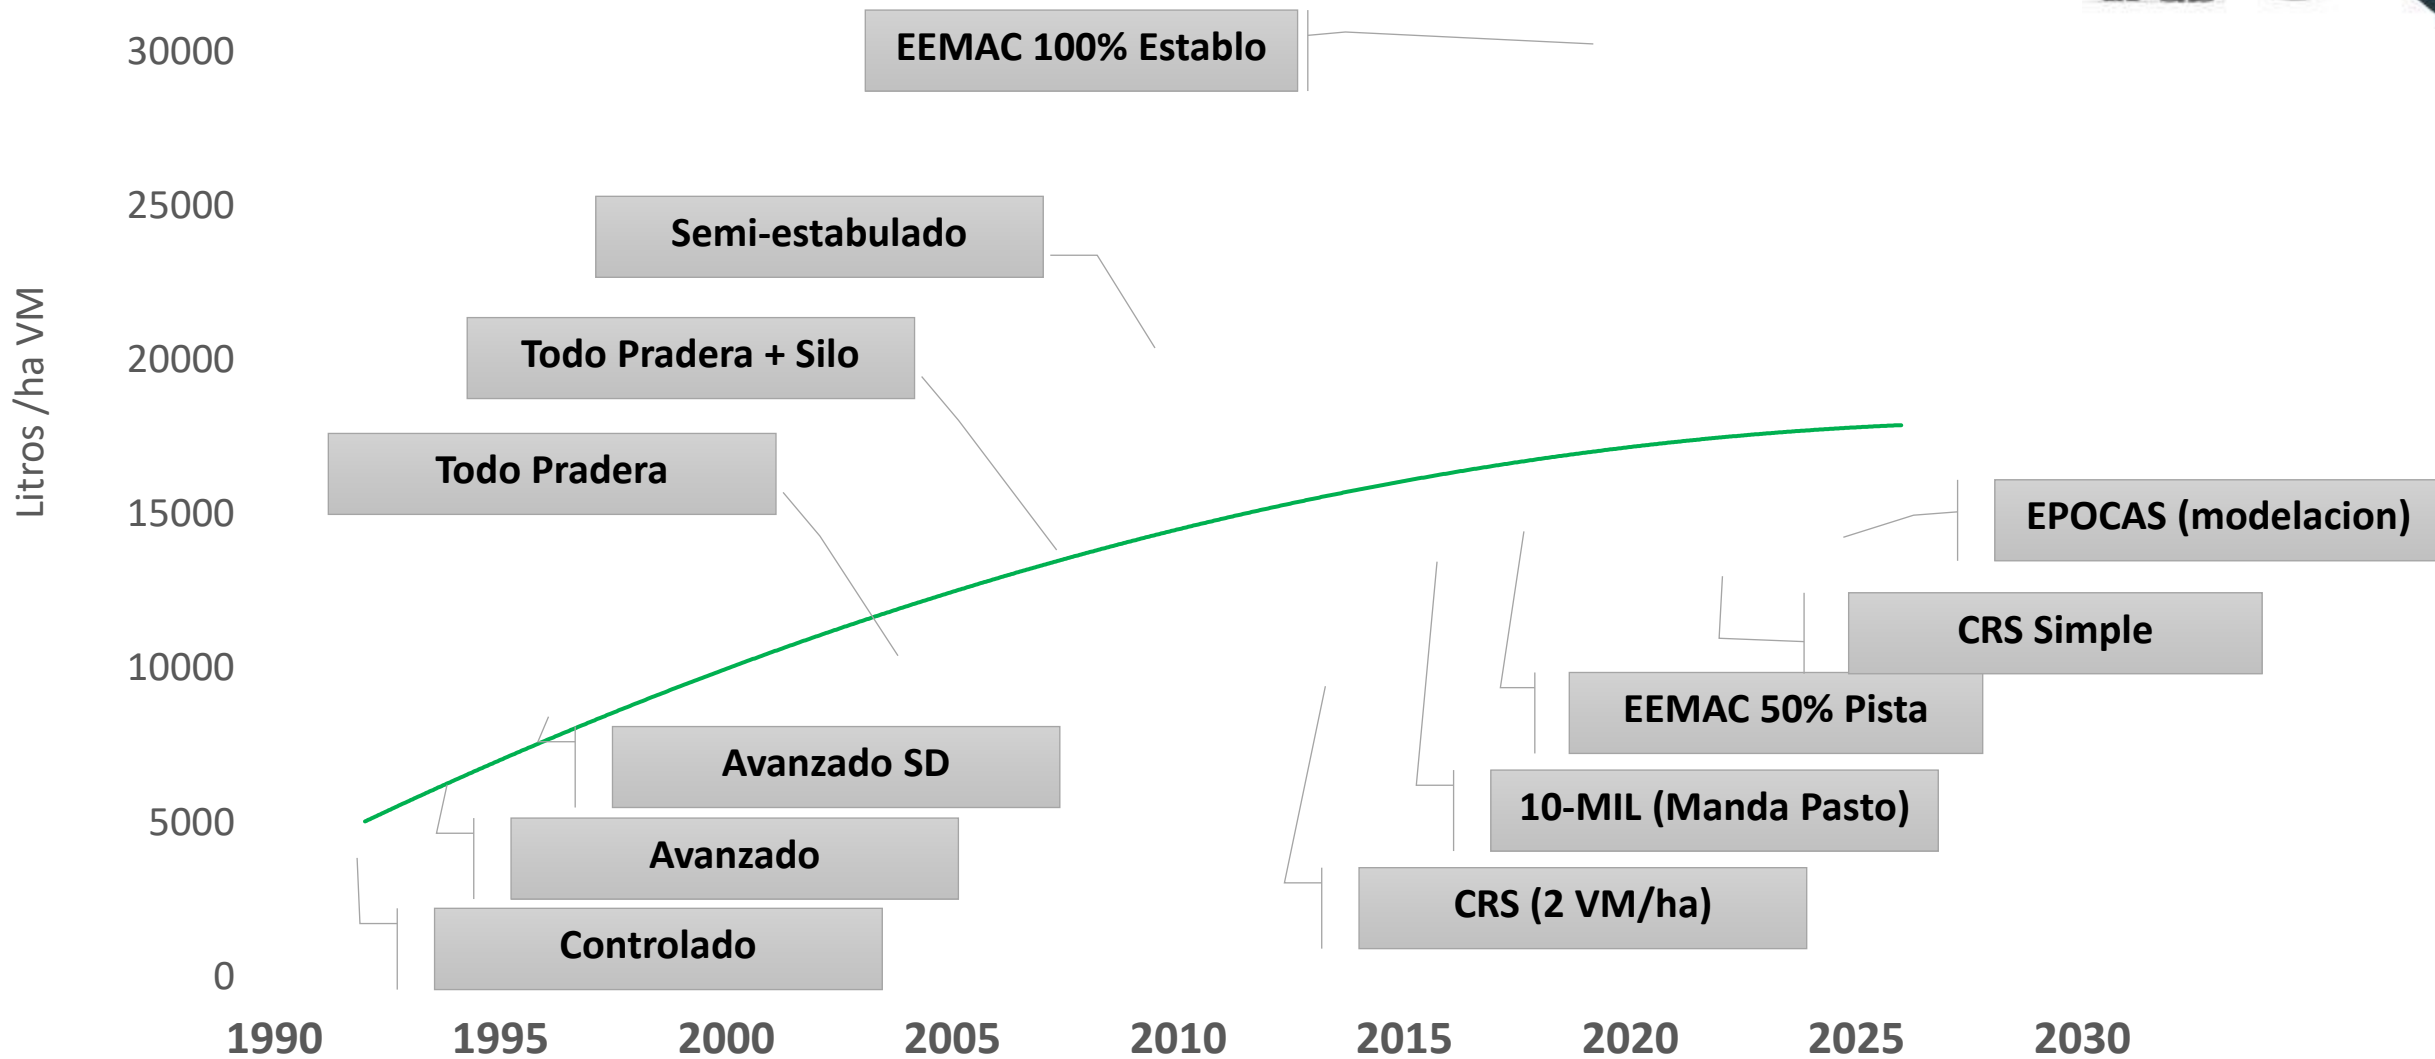 Litros /ha VM
30000
25000
20000
15000
10000
5000
0
EEMAC 100% Establo
Semi-estabulado
Todo Pradera + Silo
Todo Pradera
EPOCAS (modelacion)
CRS Simple
EEMAC 50% Pista
Avanzado SD
10-MIL (Manda Pasto)
Avanzado
CRS (2 VM/ha)
Controlado
1990 1995 2000 2005 2010 2015 2020 2025 2030